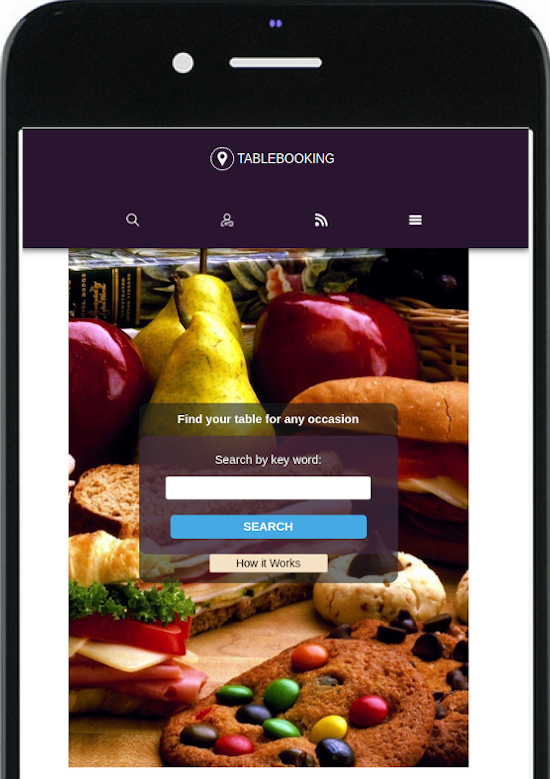 TABLEBOOKING
Find your table for any occasion
Search by key word:
SEARCH
How it Works